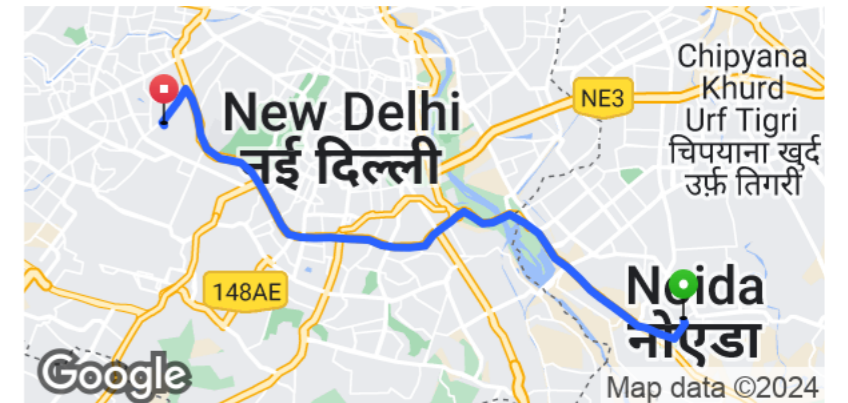 Chipyana
Khurd
Urf Tigri
चिपयाना खुर्द
उर्फ़ तिगरी
NE3
New Delhi
नई दिल्ली
148AE
Noida
नोएडा
Google
Map data ©2024